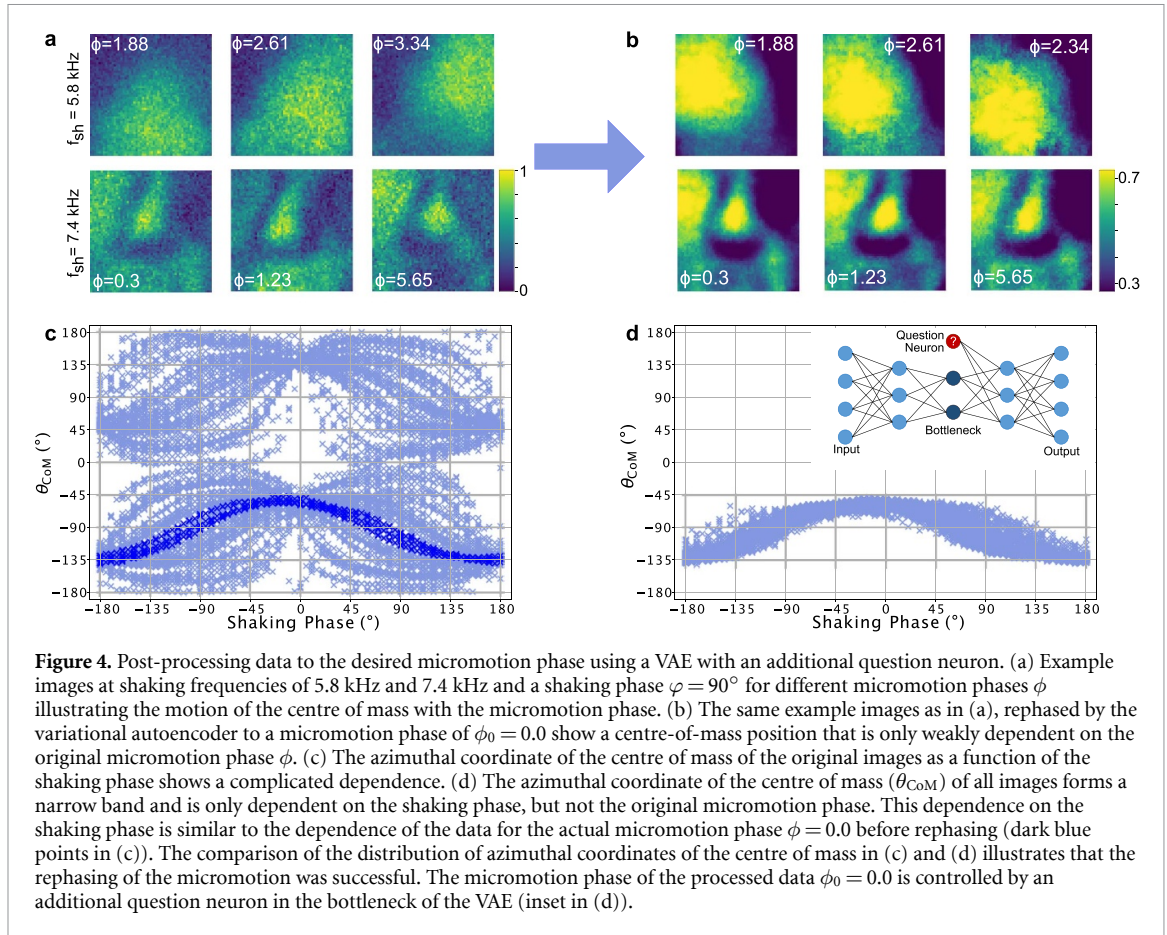 a
b
f_sh = 5.8 kHz
ϕ=1.88
ϕ=2.61
ϕ=3.34
ϕ=1.88
ϕ=2.61
ϕ=2.34
f_sh= 7.4 kHz
ϕ=0.3
ϕ=1.23
ϕ=5.65
1
0
ϕ=0.3
ϕ=1.23
ϕ=5.65
0.7
0.3
c
180
135
90
45
0
−45
−90
−135
−180
θCoM (°)
−180 −135 −90 −45 0 45 90 135 180
Shaking Phase (°)
d
180
135
90
45
0
−45
−90
−135
−180
θCoM (°)
Question
Neuron
?
Bottleneck
Input
Output
−180 −135 −90 −45 0 45 90 135 180
Shaking Phase (°)
Figure 4. Post-processing data to the desired micromotion phase using a VAE with an additional question neuron. (a) Example
images at shaking frequencies of 5.8 kHz and 7.4 kHz and a shaking phase φ = 90° for different micromotion phases ϕ
illustrating the motion of the centre of mass with the micromotion phase. (b) The same example images as in (a), rephased by the
variational autoencoder to a micromotion phase of ϕ₀ = 0.0 show a centre-of-mass position that is only weakly dependent on the
original micromotion phase ϕ. (c) The azimuthal coordinate of the centre of mass of the original images as a function of the
shaking phase shows a complicated dependence. (d) The azimuthal coordinate of the centre of mass (θCoM) of all images forms a
narrow band and is only dependent on the shaking phase, but not the original micromotion phase. This dependence on the
shaking phase is similar to the dependence of the data for the actual micromotion phase ϕ = 0.0 before rephasing (dark blue
points in (c)). The comparison of the distribution of azimuthal coordinates of the centre of mass in (c) and (d) illustrates that the
rephasing of the micromotion was successful. The micromotion phase of the processed data ϕ₀ = 0.0 is controlled by an
additional question neuron in the bottleneck of the VAE (inset in (d)).